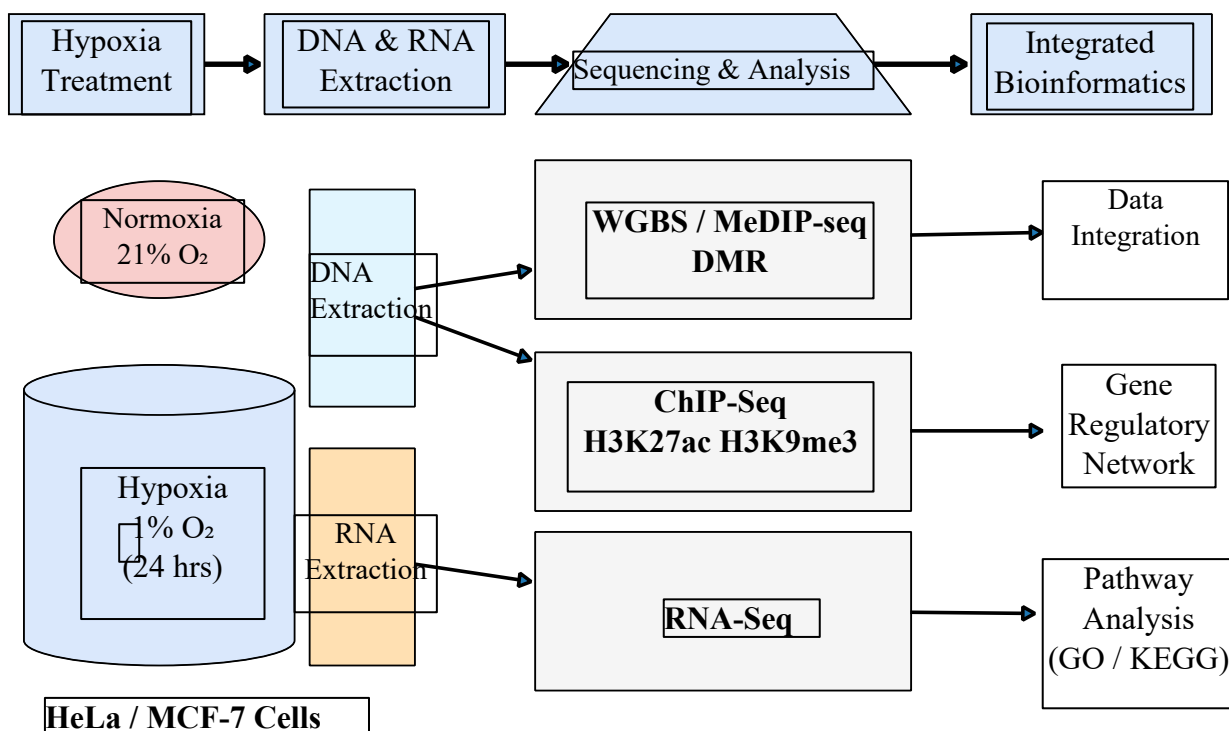 Hypoxia
Treatment
DNA & RNA
Extraction
Sequencing & Analysis
Integrated
Bioinformatics
Normoxia
21% O₂
DNA
Extraction
WGBS / MeDIP-seq
DMR
Data
Integration
ChIP-Seq
H3K27ac H3K9me3
Gene
Regulatory
Network
Hypoxia
1% O₂
(24 hrs)
RNA
Extraction
RNA-Seq
Pathway
Analysis
(GO / KEGG)
HeLa / MCF-7 Cells